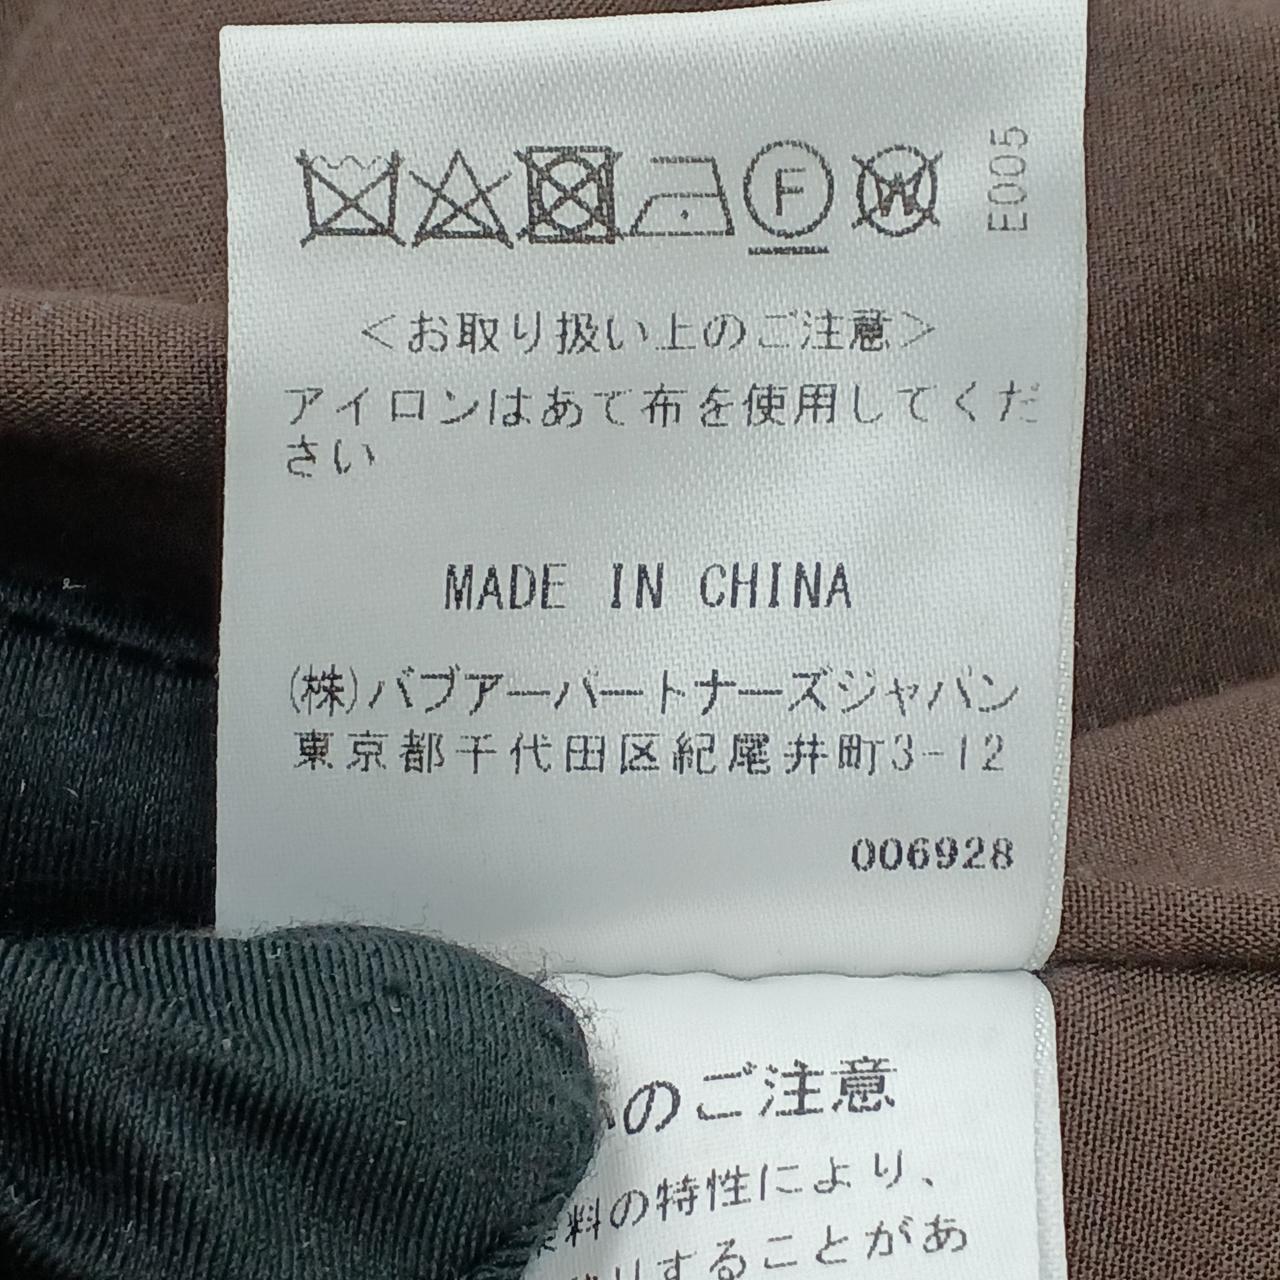 F W E005
<お取り扱い上のご注意>
アイロンはあて布を使用してくだ
さい
MADE IN CHINA
(株)バブアーパートナーズジャパン
東京都千代田区紀尾井町3-12
006928
のご注意
料の特性により、
することがあ